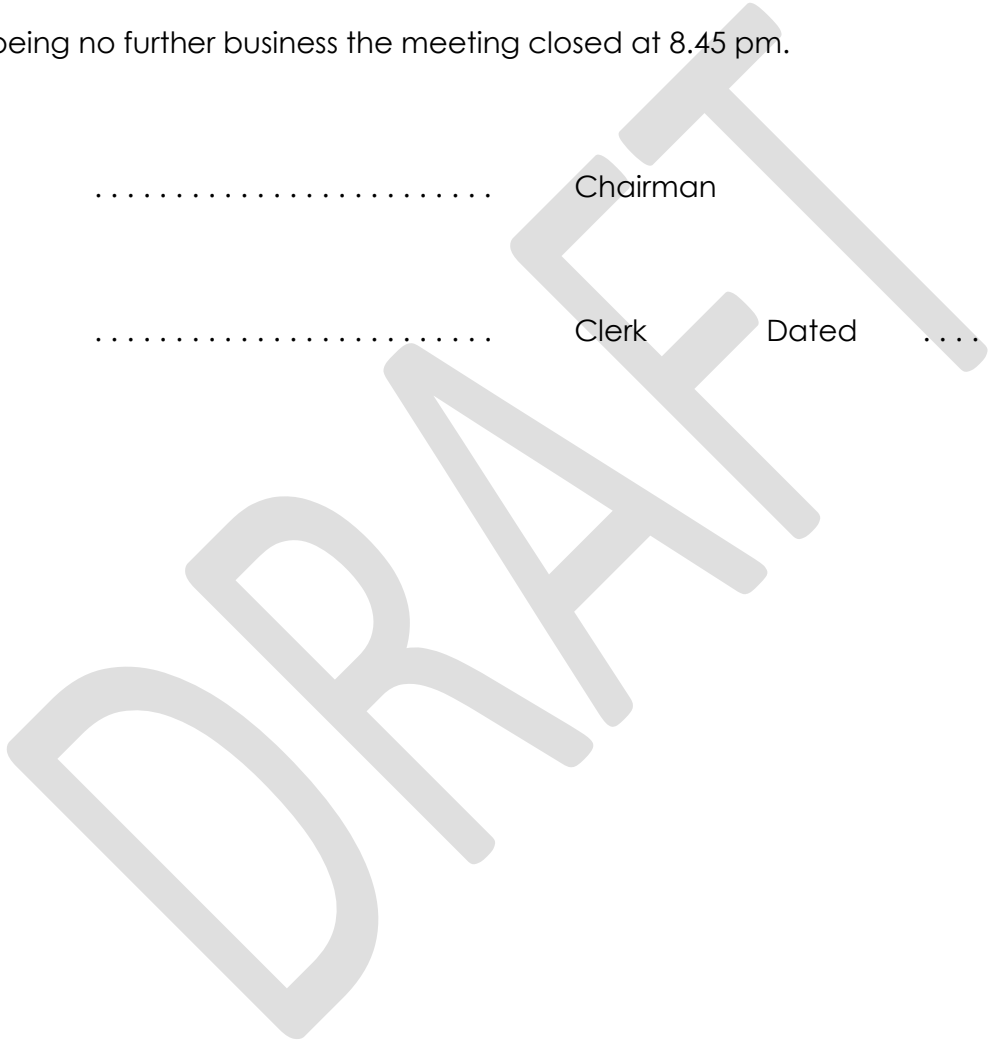 being no further business the meeting closed at 8.45 pm.
. . . . . . . . . . . . . . . . . . . . . . . . . Chairman
. . . . . . . . . . . . . . . . . . . . . . . . . Clerk Dated . . . .
DRAFT